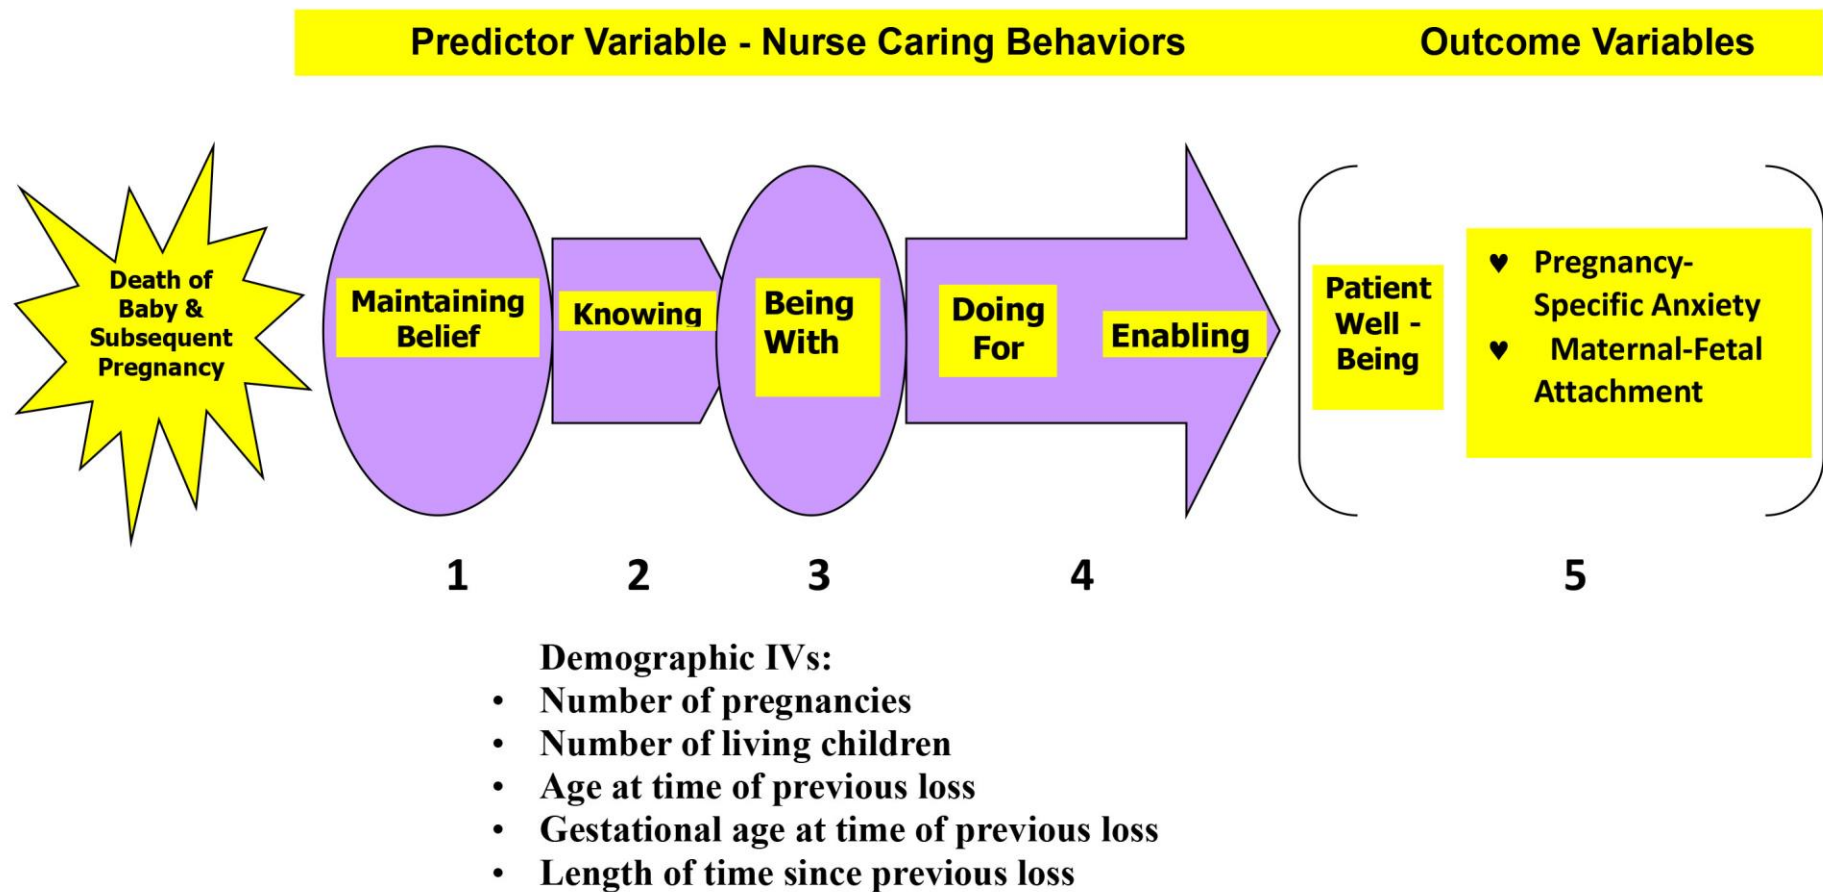 Predictor Variable - Nurse Caring Behaviors
Outcome Variables
Death of
Baby &
Subsequent
Pregnancy
Maintaining
Belief
Knowing
Being
With
Doing
For
Enabling
Patient
Well -
Being
♥ Pregnancy-
Specific Anxiety
♥ Maternal-Fetal
Attachment
1
2
3
4
5
Demographic IVs:
• Number of pregnancies
• Number of living children
• Age at time of previous loss
• Gestational age at time of previous loss
• Length of time since previous loss